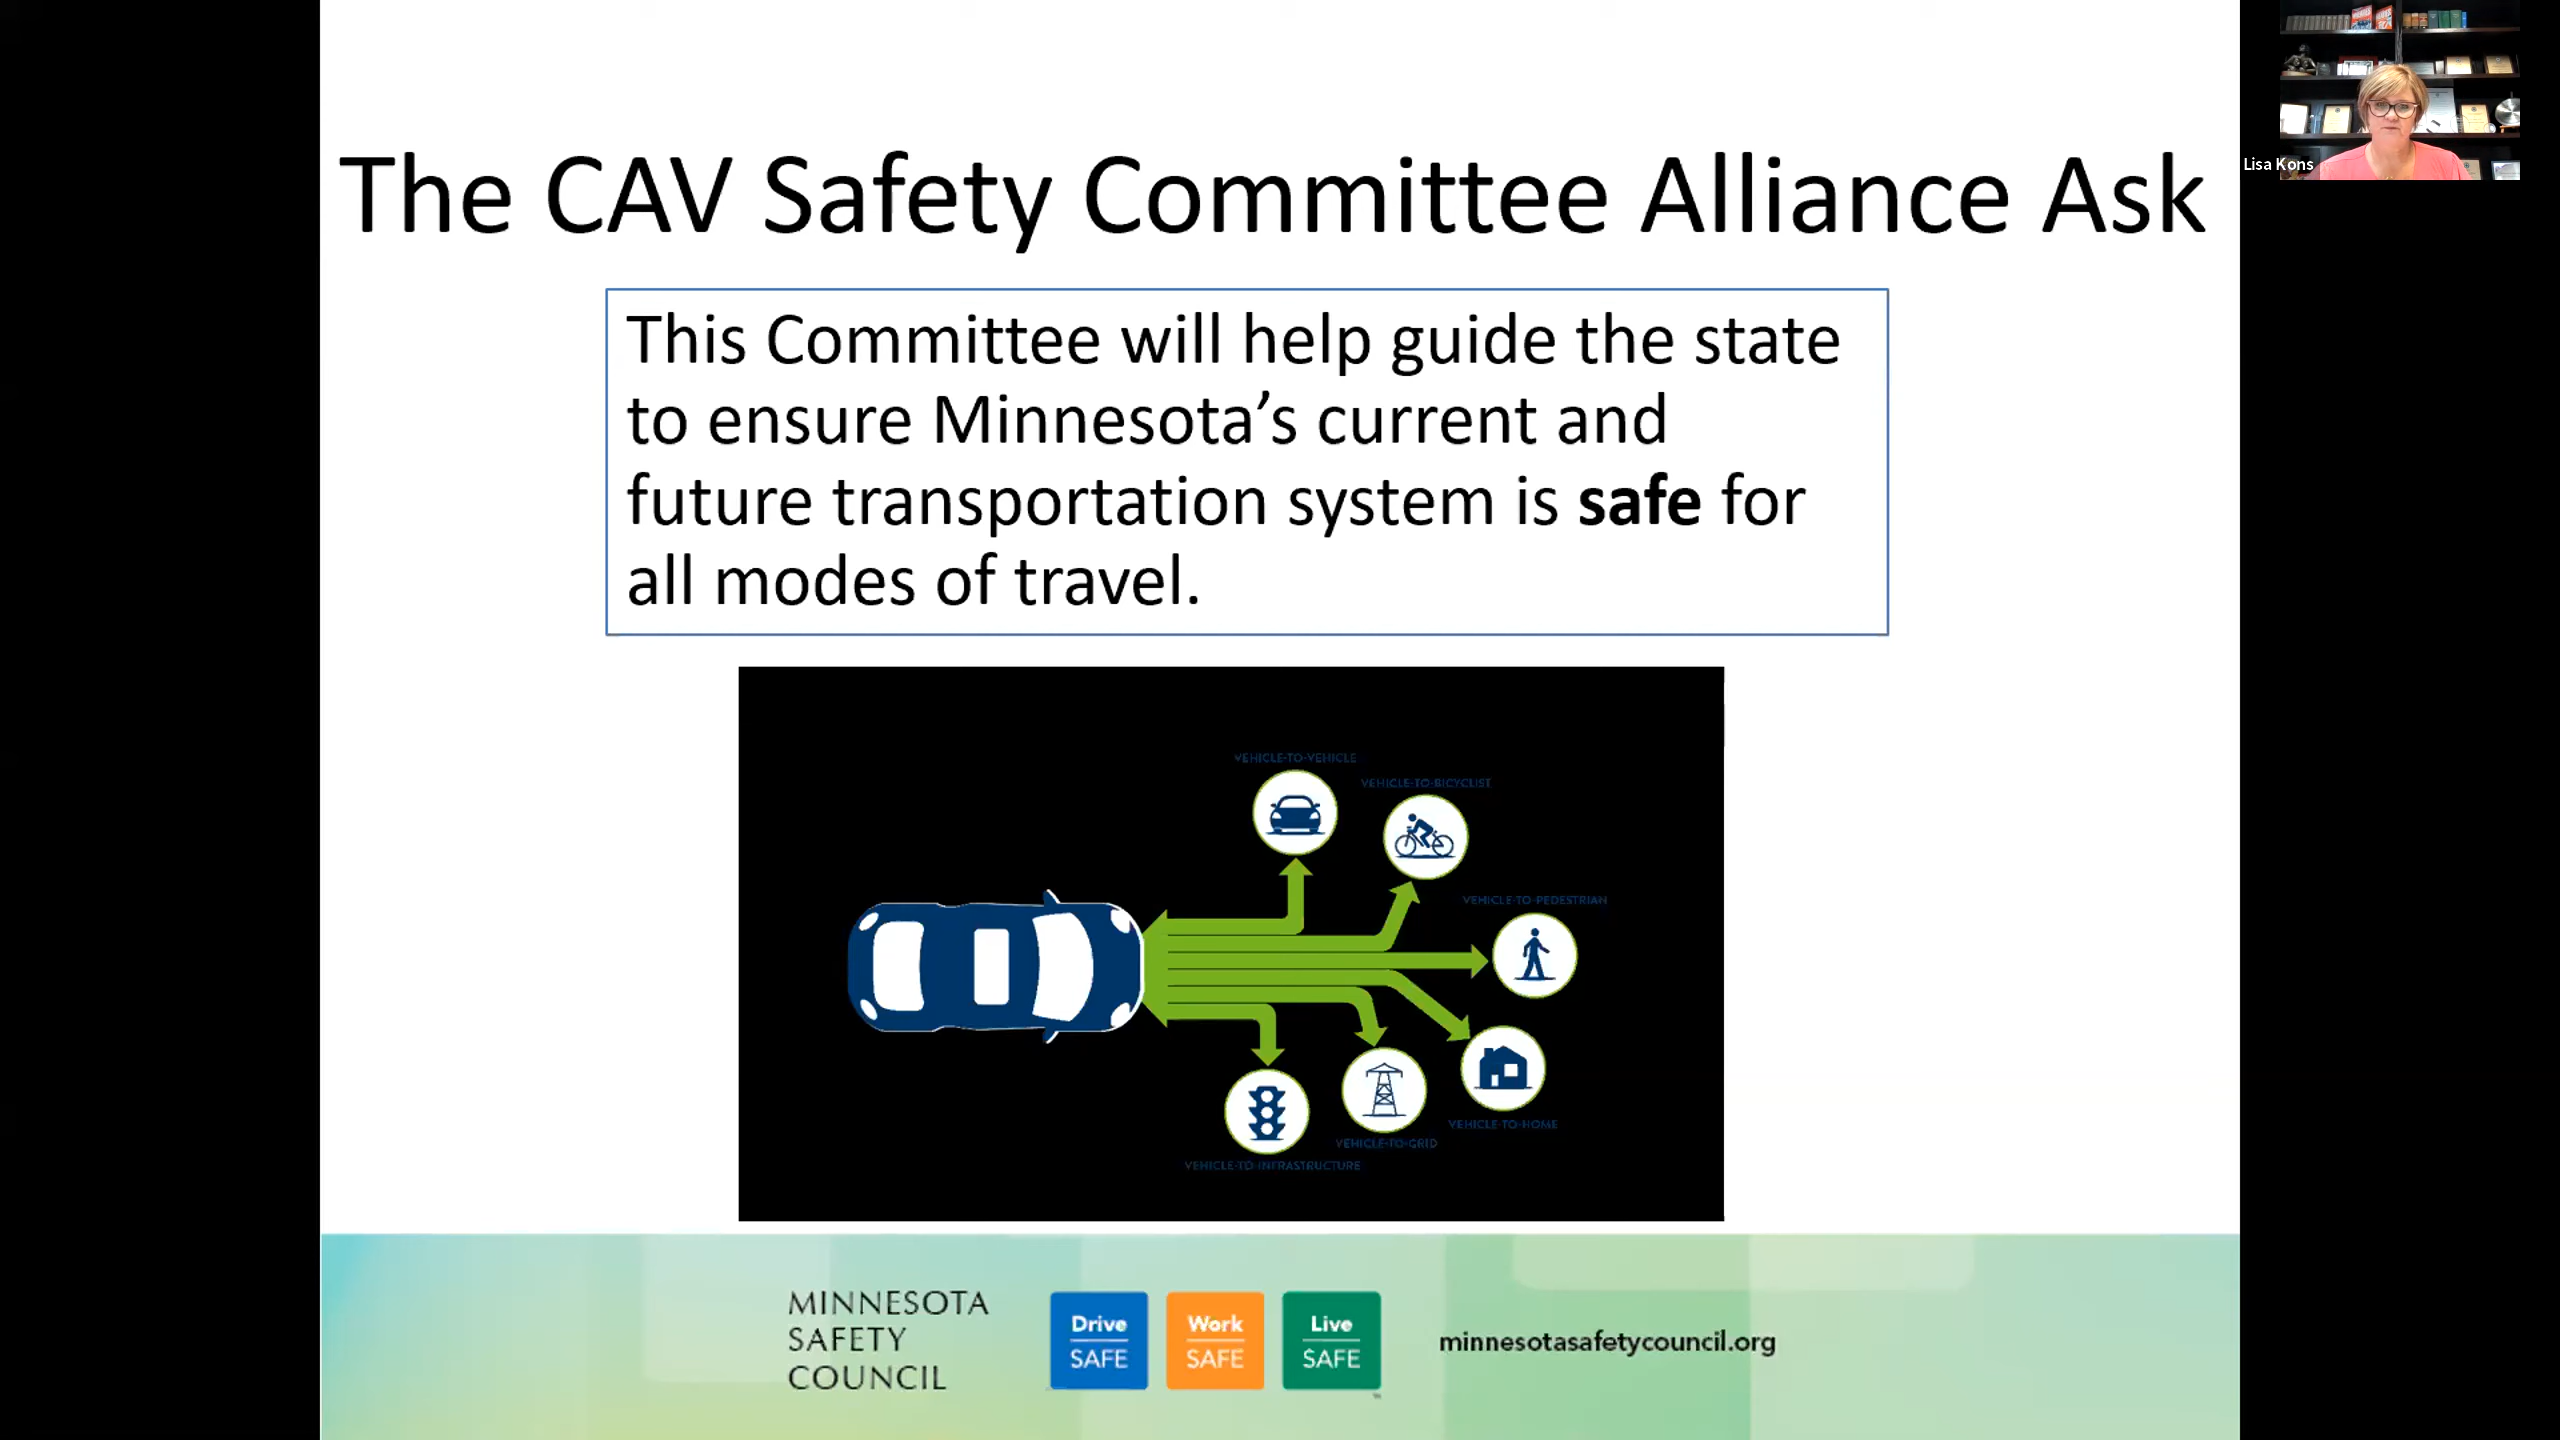 The CAV Safety Committee Alliance Ask
Lisa Kons
This Committee will help guide the state
to ensure Minnesota’s current and
future transportation system is safe for
all modes of travel.
VEHICLE-TO-VEHICLE
VEHICLE-TO-BICYCLIST
VEHICLE-TO-PEDESTRIAN
VEHICLE-TO-HOME
VEHICLE-TO-GRID
VEHICLE-TO INFRASTRUCTURE
MINNESOTA
SAFETY
COUNCIL
Drive
SAFE
Work
SAFE
Live
SAFE
minnesotasafetycouncil.org